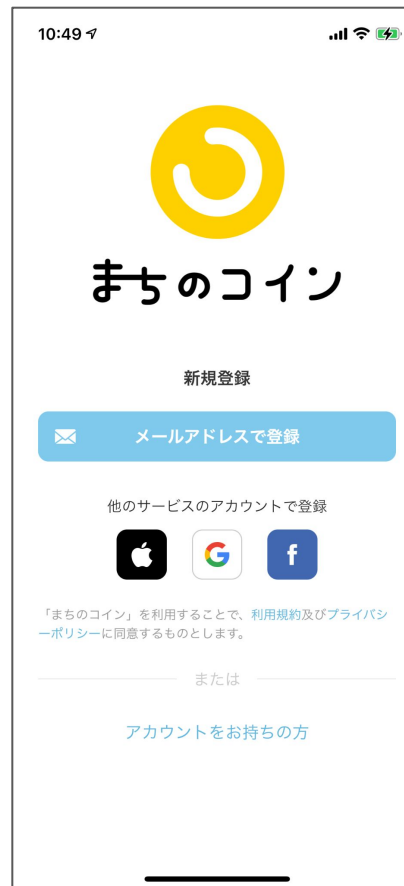 10:49
まちのコイン
新規登録
メールアドレスで登録
他のサービスのアカウントで登録
「まちのコイン」を利用することで、利用規約及びプライバシ
ーポリシーに同意するものとします。
または
アカウントをお持ちの方